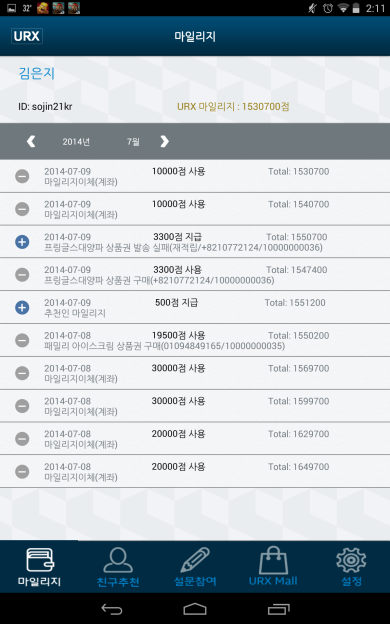 32°
2:11
URX
마일리지
김은지
ID: sojin21kr
URX 마일리지 : 1530700점
2014년 7월
2014-07-09 10000점 사용 Total: 1530700
마일리지이체(계좌)
2014-07-09 10000점 사용 Total: 1540700
마일리지이체(계좌)
2014-07-09 3300점 지급 Total: 1550700
프링글스대양파 상품권 발송 실패(재적립/+8210772124/10000000036)
2014-07-09 3300점 사용 Total: 1547400
프링글스대양파 상품권 구매(+8210772124/10000000036)
2014-07-09 500점 지급 Total: 1551200
추천인 마일리지
2014-07-08 19500점 사용 Total: 1550200
패밀리 아이스크림 상품권 구매(01094849165/10000000035)
2014-07-08 30000점 사용 Total: 1569700
마일리지이체(계좌)
2014-07-08 30000점 사용 Total: 1599700
마일리지이체(계좌)
2014-07-08 20000점 사용 Total: 1629700
마일리지이체(계좌)
2014-07-08 20000점 사용 Total: 1649700
마일리지이체(계좌)
마일리지 친구추천 설문참여 URX Mall 설정